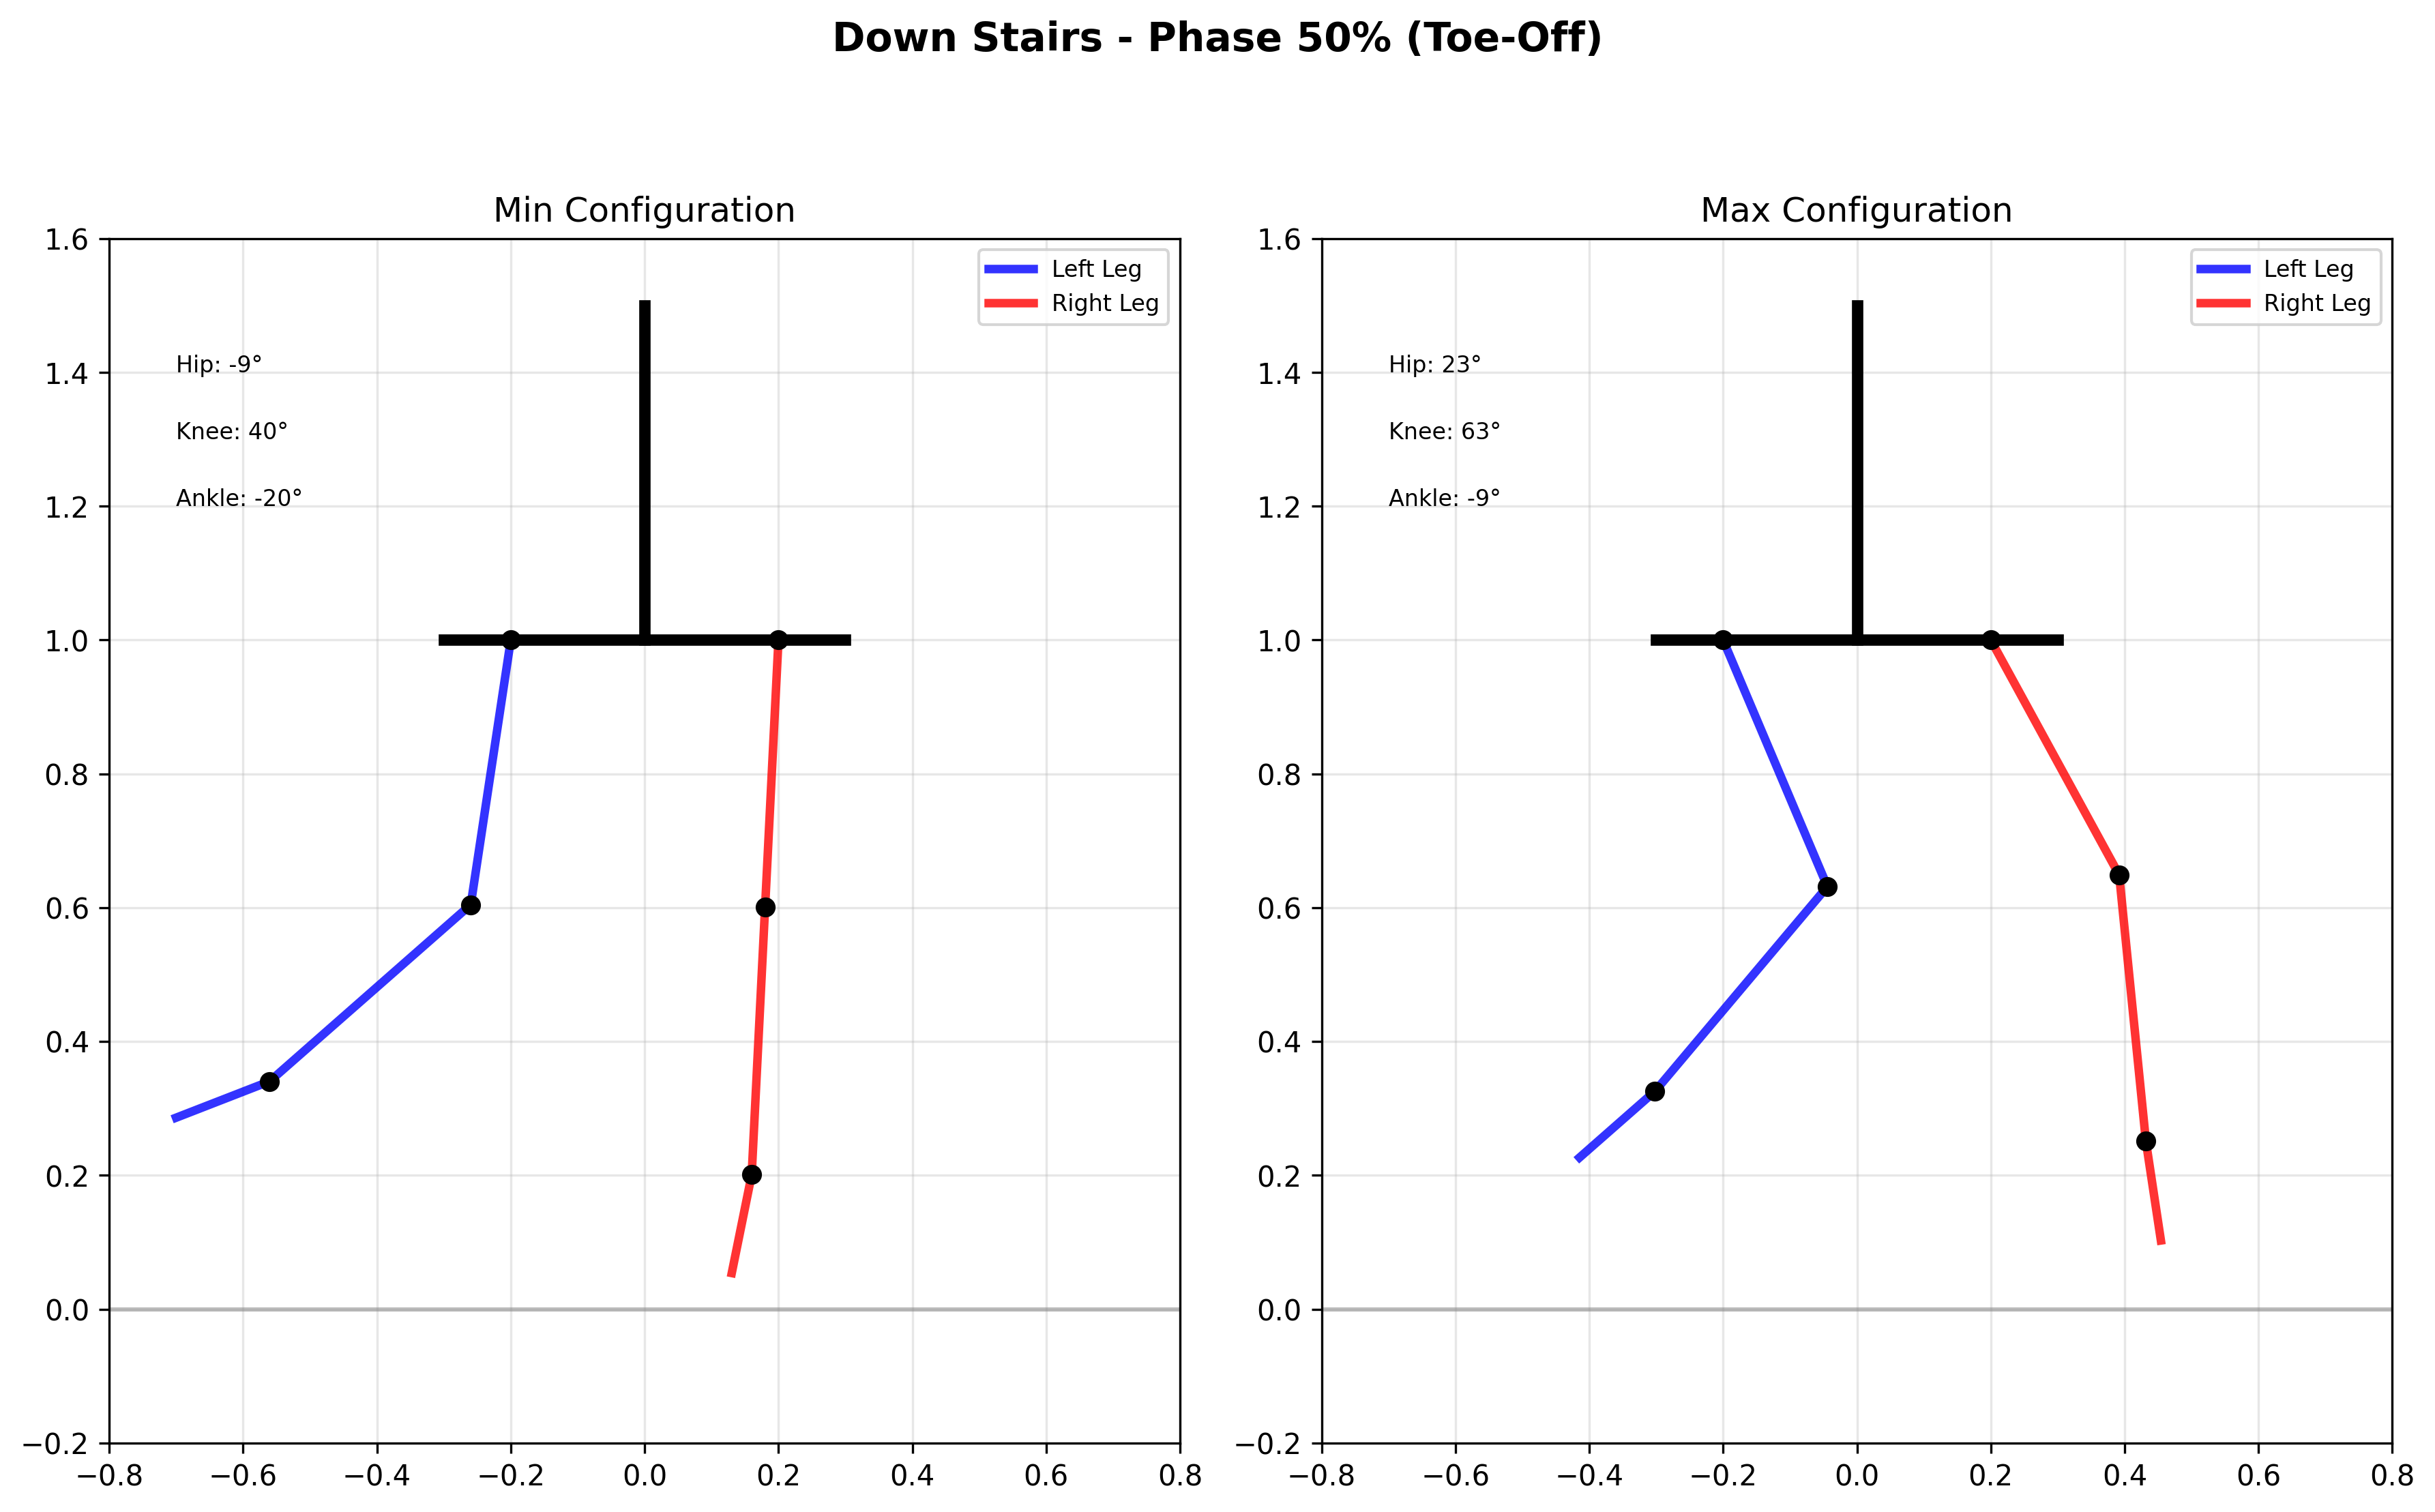 Down Stairs - Phase 50% (Toe-Off)
Min Configuration
Left Leg
Right Leg
Hip: -9°
Knee: 40°
Ankle: -20°
1.6
1.4
1.2
1.0
0.8
0.6
0.4
0.2
0.0
−0.2
−0.8
−0.6
−0.4
−0.2
0.0
0.2
0.4
0.6
0.8
Max Configuration
Left Leg
Right Leg
Hip: 23°
Knee: 63°
Ankle: -9°
1.6
1.4
1.2
1.0
0.8
0.6
0.4
0.2
0.0
−0.2
−0.8
−0.6
−0.4
−0.2
0.0
0.2
0.4
0.6
0.8